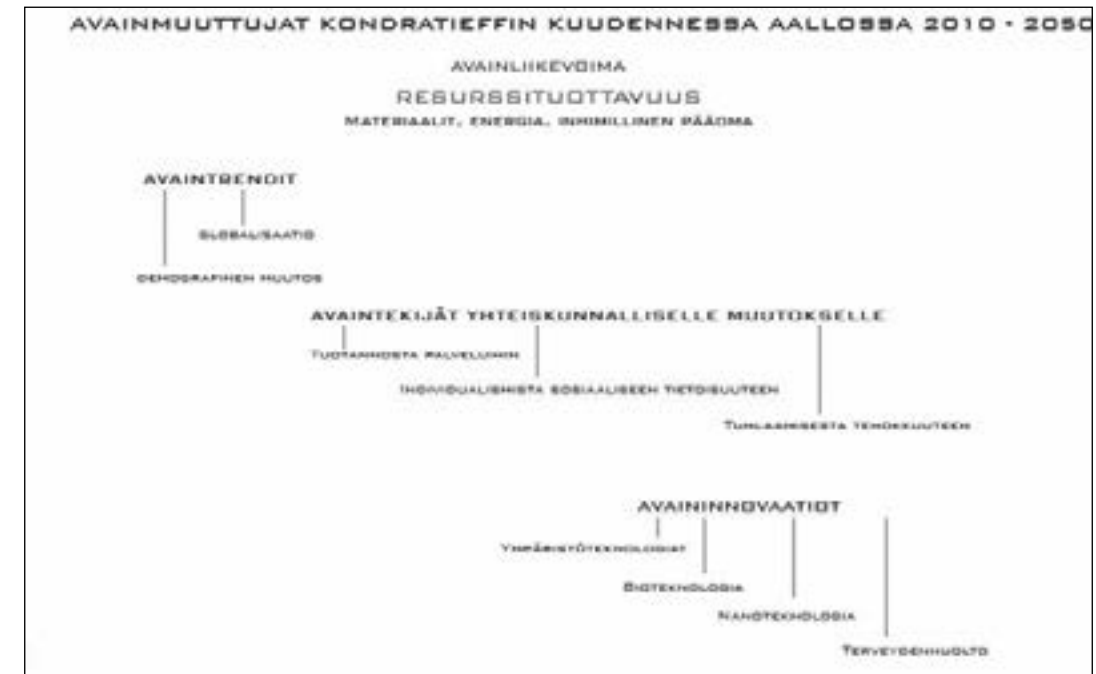 AVAINMUUTTUJAT KONDRATIEFFIN KUUDENNESSA AALLOSSA 2010 - 2050
AVAINLIIKEVOIMA
RESURSSITUOTTAVUUS
MATERIAALIT, ENERGIA, INHIMILLINEN PÄÄOMA
AVAINTRENDIT
GLOBALISAATIO
DEMOGRAFINEN MUUTOS
AVAINTEKIJÄT YHTEISKUNNALLISELLE MUUTOKSELLE
TUOTANNOSTA PALVELUIHIN
INDIVIDUALISMISTA SOSIAALISEEN TIETOISUUTEEN
TUHLAAMISESTA TEHOKKUUTEEN
AVAININNOVAATIOT
YMPÄRISTÖTEKNOLOGIAT
BIOTEKNOLOGIA
NANOTEKNOLOGIA
TERVEYDENHUOLTO